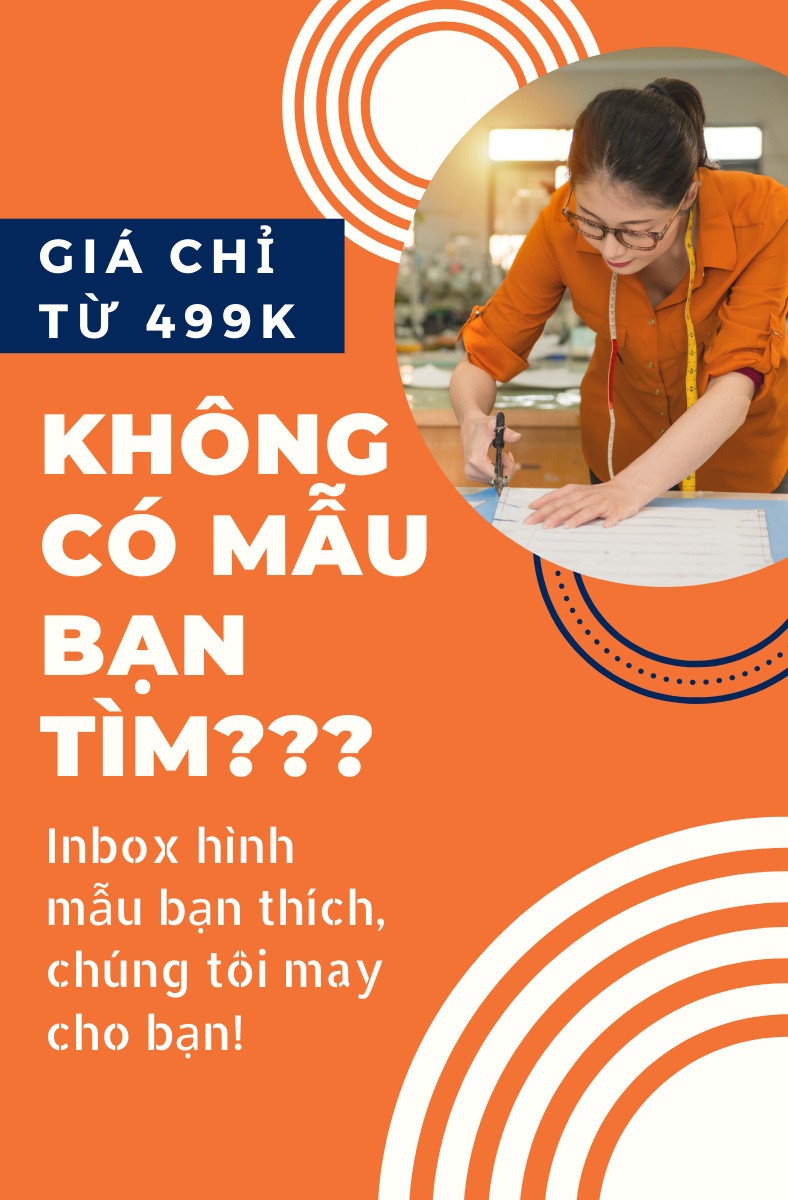 GIÁ CHỈ
TỪ 499K
KHÔNG
CÓ MẪU
BẠN
TÌM???
Inbox hình
mẫu bạn thích,
chúng tôi may
cho bạn!